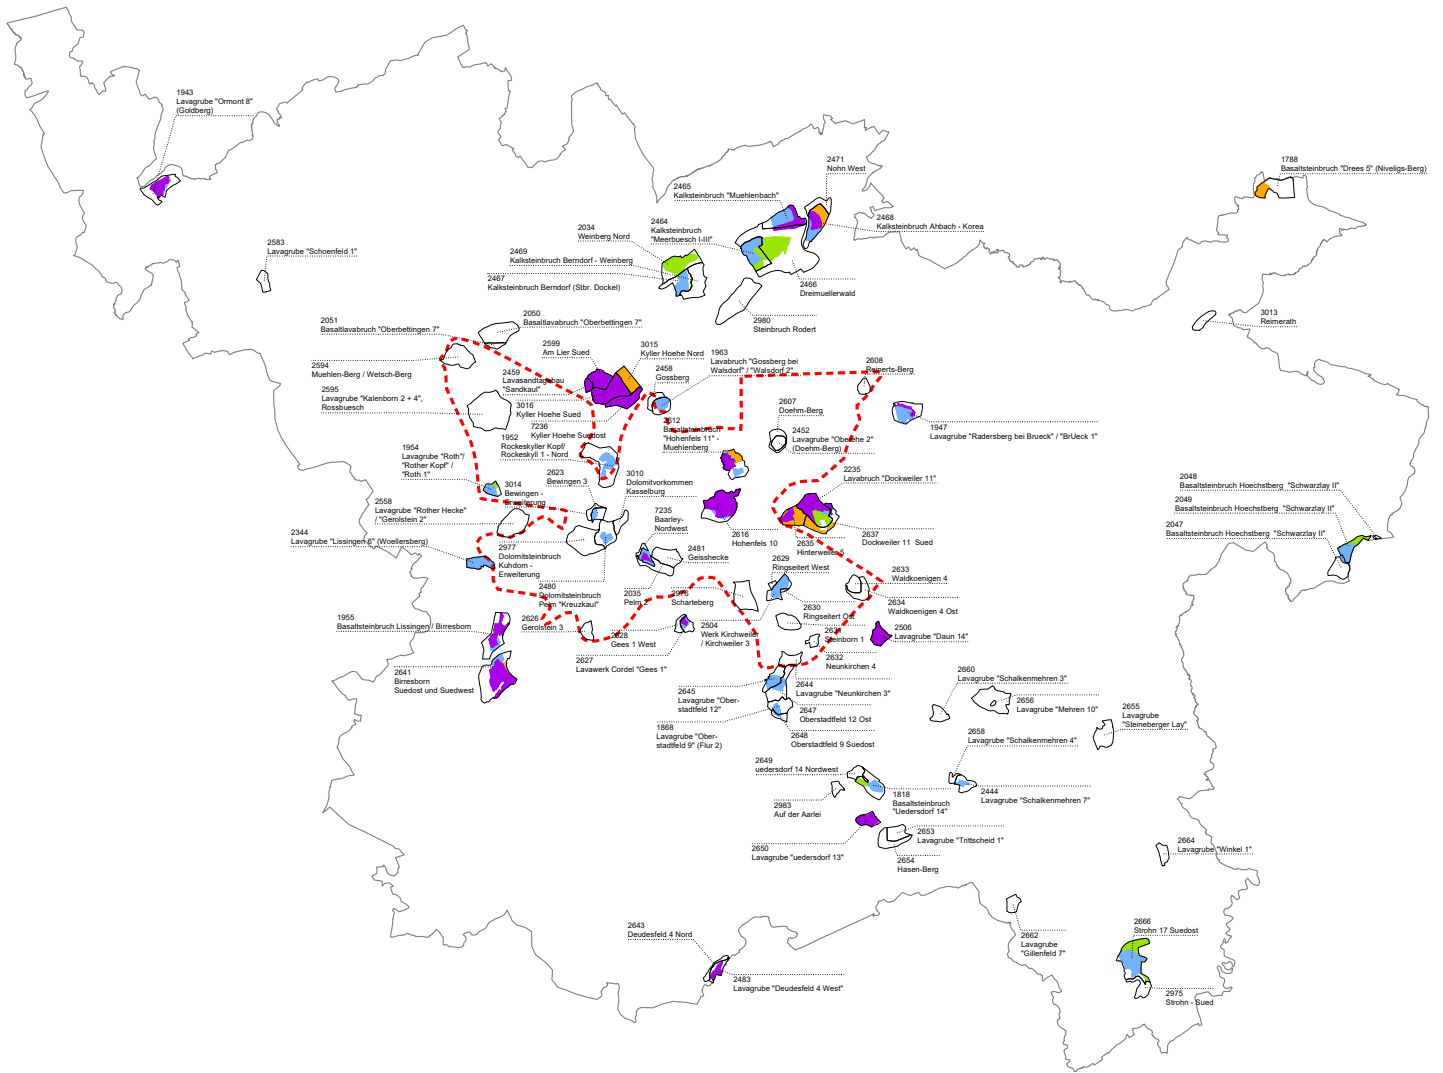 1943
Lavagrube "Ormont 8"
(Goldberg)
2583
Lavagrube "Schoenfeld 1"
2471
Nohn West
2465
Kalksteinbruch "Muehlenbach"
2468
Kalksteinbruch Ahbach - Korea
2464
Kalksteinbruch
"Meerbuesch I-III"
2034
Weinberg Nord
2469
Kalksteinbruch Berndorf - Weinberg
2467
Kalksteinbruch Berndorf (Stbr. Dockel)
2466
Dreimuellerwald
2980
Steinbruch Rodert
1788
Basaltsteinbruch "Drees 5" (Niveligs-Berg)
3013
Reimerath
2051
Basaltlavabruch "Oberbettingen 7"
2050
Basaltlavabruch "Oberbettingen 7"
2594
Muehlen-Berg / Wetsch-Berg
2595
Lavagrube "Kalenborn 2 + 4",
Rossbuesch
2599
Am Lier Sued
3015
Kyller Hoehe Nord
2459
Lavasandtagebau
"Sandkaul"
2458
Gossberg
1963
Lavabruch "Gossberg bei
Walsdorf" / "Walsdorf 2"
2608
Reiperts-Berg
3016
Kyller Hoehe Sued
7236
Kyller Hoehe Suedost
2612
Basaltsteinbruch
"Hohenfels 11" -
Muehlenberg
2607
Doehm-Berg
2452
Lavagrube "Oberehe 2"
(Doehm-Berg)
1947
Lavagrube "Radersberg bei Brueck" / "BrUeck 1"
1952
Rockeskyller Kopf/
Rockeskyll 1 - Nord
1954
Lavagrube "Roth"/
"Rother Kopf" /
"Roth 1"
2623
Bewingen 3
3014
Bewingen -
Erweiterung
3010
Dolomitvorkommen
Kasselburg
2235
Lavabruch "Dockweiler 11"
2558
Lavagrube "Rother Hecke"
/ "Gerolstein 2"
2344
Lavagrube "Lissingen 6" (Woellersberg)
7235
Baarley-
Nordwest
2616
Hohenfels 10
2635
Hinterweiler 5
2637
Dockweiler 11 Sued
2048
Basaltsteinbruch Hoechstberg "Schwarzlay II"
2049
Basaltsteinbruch Hoechstberg "Schwarzlay II"
2047
Basaltsteinbruch Hoechstberg "Schwarzlay II"
2977
Dolomitsteinbruch
Kuhdorn -
Erweiterung
2481
Geisshecke
2629
Ringseitert West
2633
Waldkoenigen 4
2480
Dolomitsteinbruch
Pelm "Kreuzkaul"
2035
Pelm 2
2976
Scharteberg
2630
Ringseitert Ost
2634
Waldkoenigen 4 Ost
1955
Basaltsteinbruch Lissingen / Birresborn
2626
Gerolstein 3
2628
Gees 1 West
2504
Werk Kirchweiler
/ Kirchweiler 3
2631
Steinborn 1
2506
Lavagrube "Daun 14"
2627
Lavawerk Cordel "Gees 1"
2632
Neunkirchen 4
2641
Birresborn
Suedost und Suedwest
2645
Lavagrube "Ober-
stadtfeld 12"
2644
Lavagrube "Neunkirchen 3"
2660
Lavagrube "Schalkenmehren 3"
2656
Lavagrube "Mehren 10"
2655
Lavagrube
"Steineberger Lay"
1868
Lavagrube "Ober-
stadtfeld 9" (Flur 2)
2647
Oberstadtfeld 12 Ost
2648
Oberstadtfeld 9 Suedost
2658
Lavagrube "Schalkenmehren 4"
2649
uedersdorf 14 Nordwest
2983
Auf der Aarlei
1818
Basaltsteinbruch
"Uedersdorf 14"
2444
Lavagrube "Schalkenmehren 7"
2650
Lavagrube "uedersdorf 13"
2653
Lavagrube "Trittscheid 1"
2654
Hasen-Berg
2664
Lavagrube "Winkel 1"
2643
Deudesfeld 4 Nord
2483
Lavagrube "Deudesfeld 4 West"
2662
Lavagrube
"Gillenfeld 7"
2666
Strohn 17 Suedost
2975
Strohn - Sued